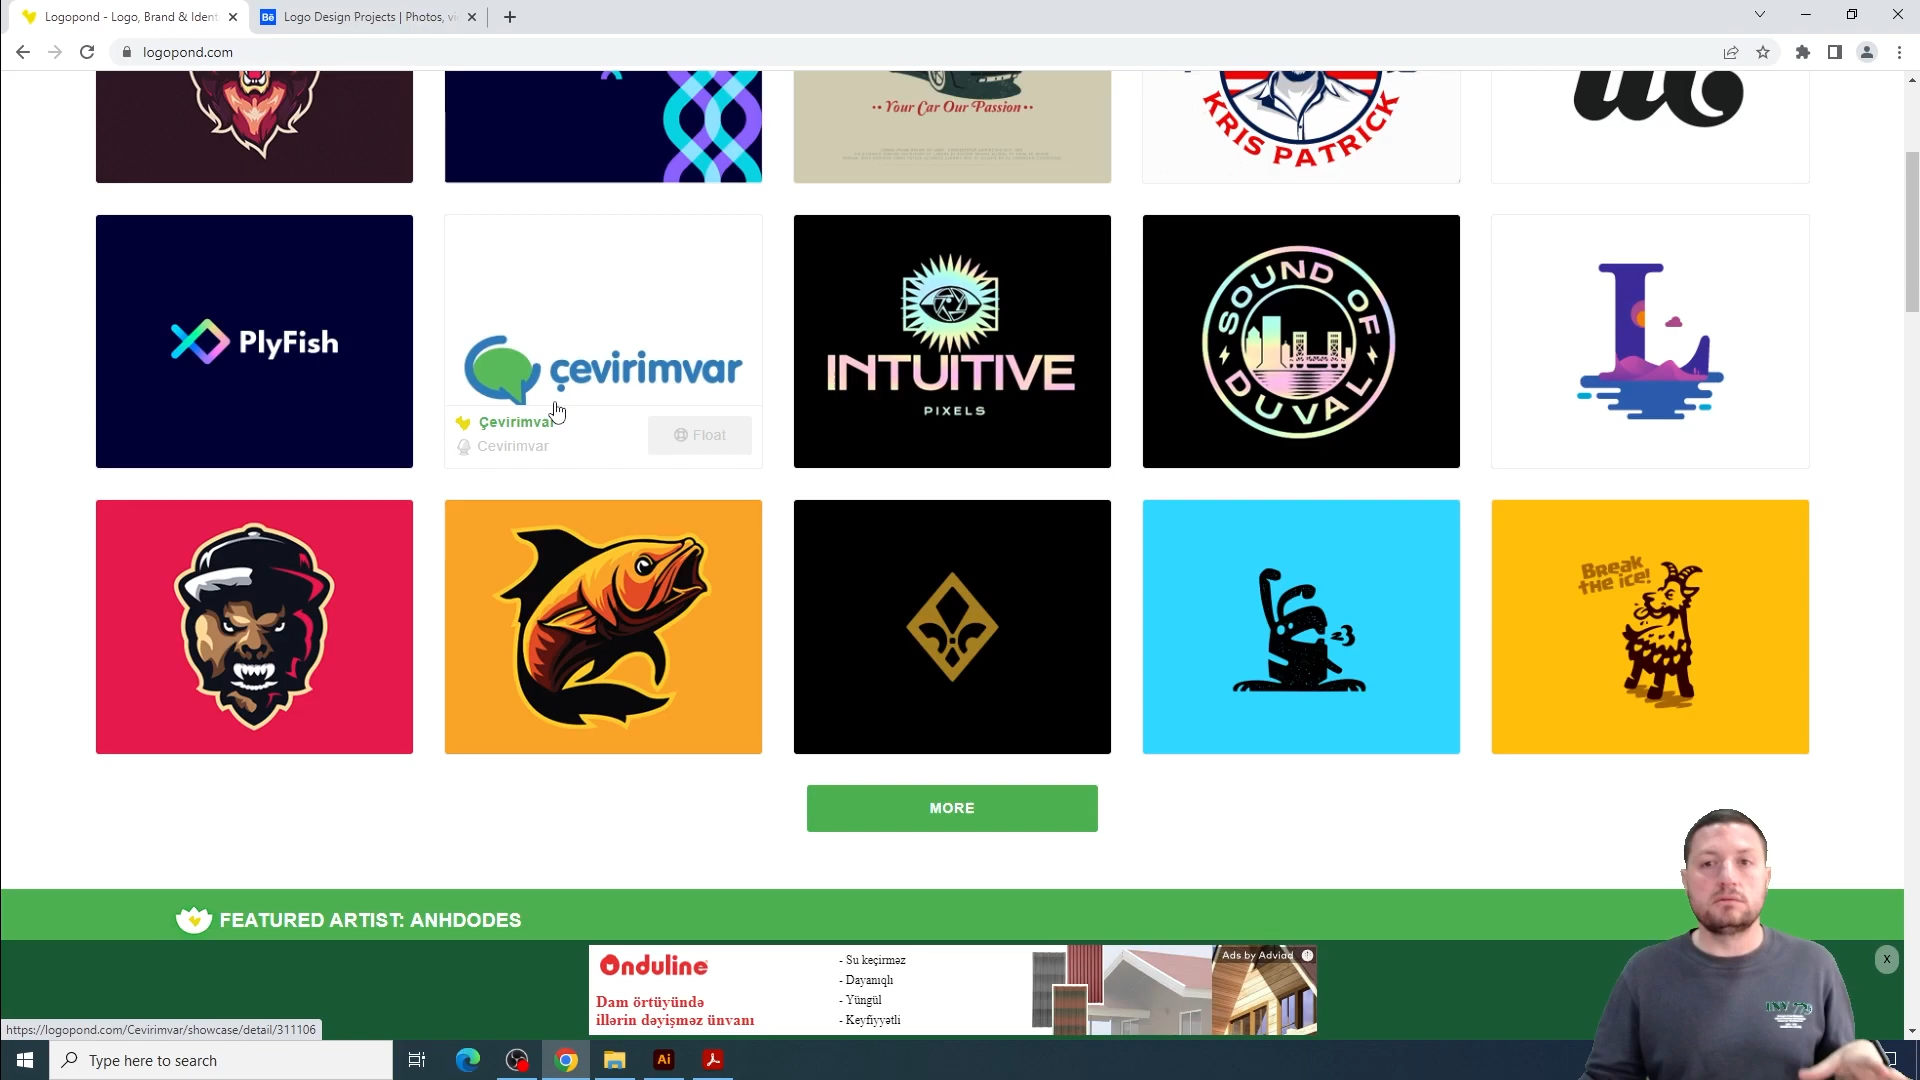 Logopond - Logo, Brand & Ident
Logo Design Projects | Photos, vi
logopond.com
·· Your Car Our Passion ··
KRIS PATRICK
PlyFish
çevirimvar
Çevirimvar
Cevirimvar
Float
INTUITIVE
PIXELS
SOUND OF
DUVAL
L
Break
the ice!
MORE
FEATURED ARTIST: ANHDODES
Onduline
Dam örtüyündə
illərin dəyişməz ünvanı
- Su keçirməz
- Dayanıqlı
- Yüngül
- Keyfiyyətli
Ads by Adviad
X
https://logopond.com/Cevirimvar/showcase/detail/311106
Type here to search
Ai